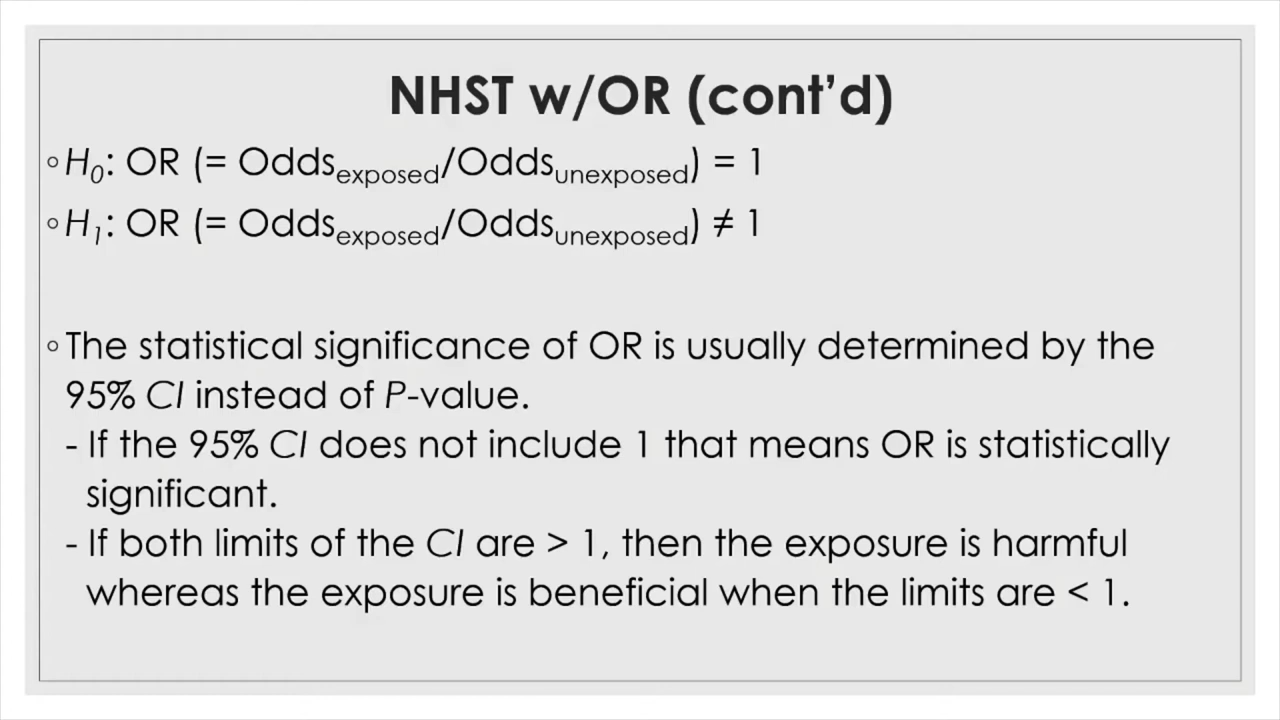 NHST w/OR (cont’d)
◦H0: OR (= Oddsexposed/Oddsunexposed) = 1
◦H1: OR (= Oddsexposed/Oddsunexposed) ≠ 1
◦The statistical significance of OR is usually determined by the
95% CI instead of P-value.
- If the 95% CI does not include 1 that means OR is statistically
significant.
- If both limits of the CI are > 1, then the exposure is harmful
whereas the exposure is beneficial when the limits are < 1.